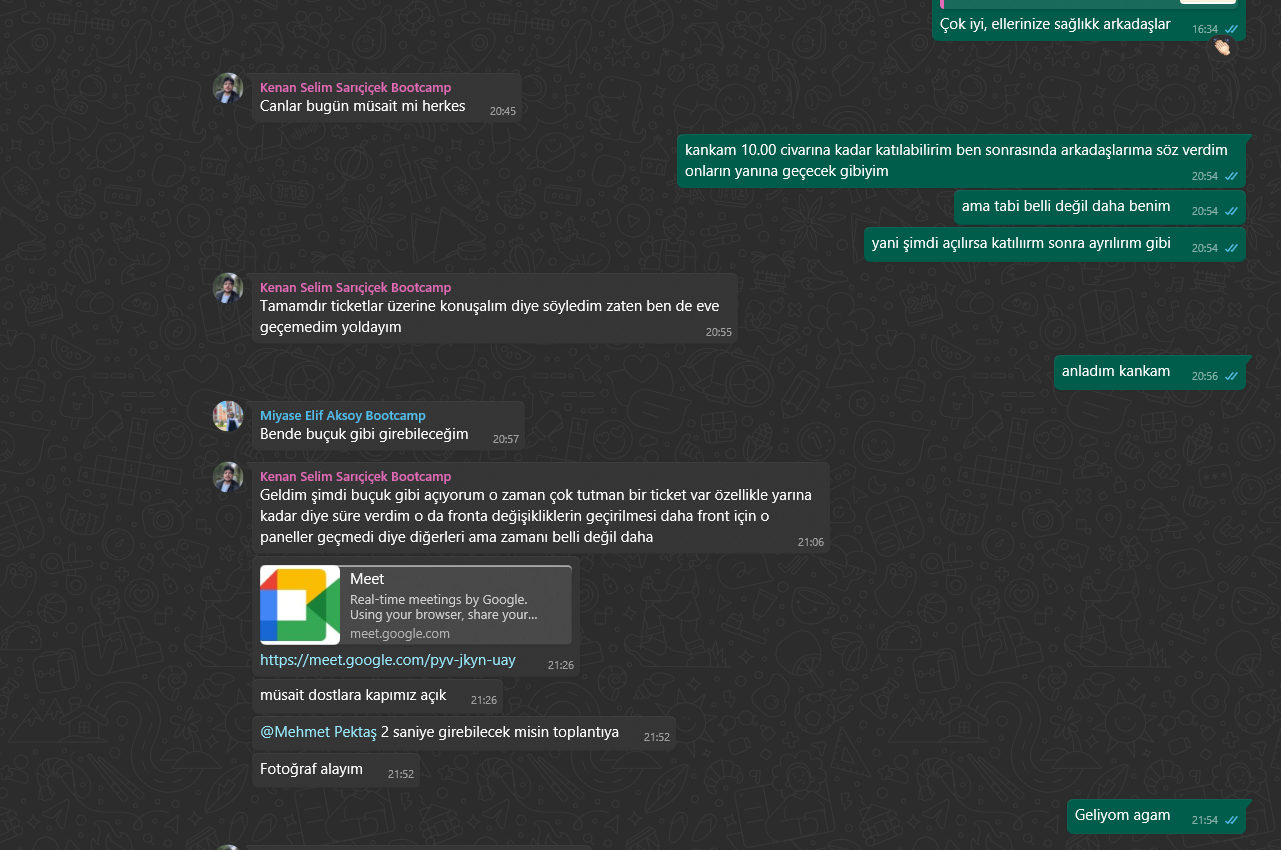 Çok iyi, ellerinize sağlıkk arkadaşlar
16:34
Kenan Selim Sarıçiçek Bootcamp
Canlar bugün müsait mi herkes
20:45
kankam 10.00 civarına kadar katılabilirim ben sonrasında arkadaşlarıma söz verdim
onların yanına geçecek gibiyim
20:54
ama tabi belli değil daha benim
20:54
yani şimdi açılırsa katılıırm sonra ayrılırım gibi
20:54
Kenan Selim Sarıçiçek Bootcamp
Tamamdır ticketlar üzerine konuşalım diye söyledim zaten ben de eve
geçemedim yoldayım
20:55
anladım kankam
20:56
Miyase Elif Aksoy Bootcamp
Bende buçuk gibi girebileceğim
20:57
Kenan Selim Sarıçiçek Bootcamp
Geldim şimdi buçuk gibi açıyorum o zaman çok tutman bir ticket var özellikle yarına
kadar diye süre verdim o da fronta değişikliklerin geçirilmesi daha front için o
paneller geçmedi diye diğerleri ama zamanı belli değil daha
21:06
Meet
Real-time meetings by Google.
Using your browser, share your...
meet.google.com
https://meet.google.com/pyv-jkyn-uay
21:26
müsait dostlara kapımız açık
21:26
@Mehmet Pektaş 2 saniye girebilecek misin toplantıya
21:52
Fotoğraf alayım
21:52
Geliyom agam
21:54